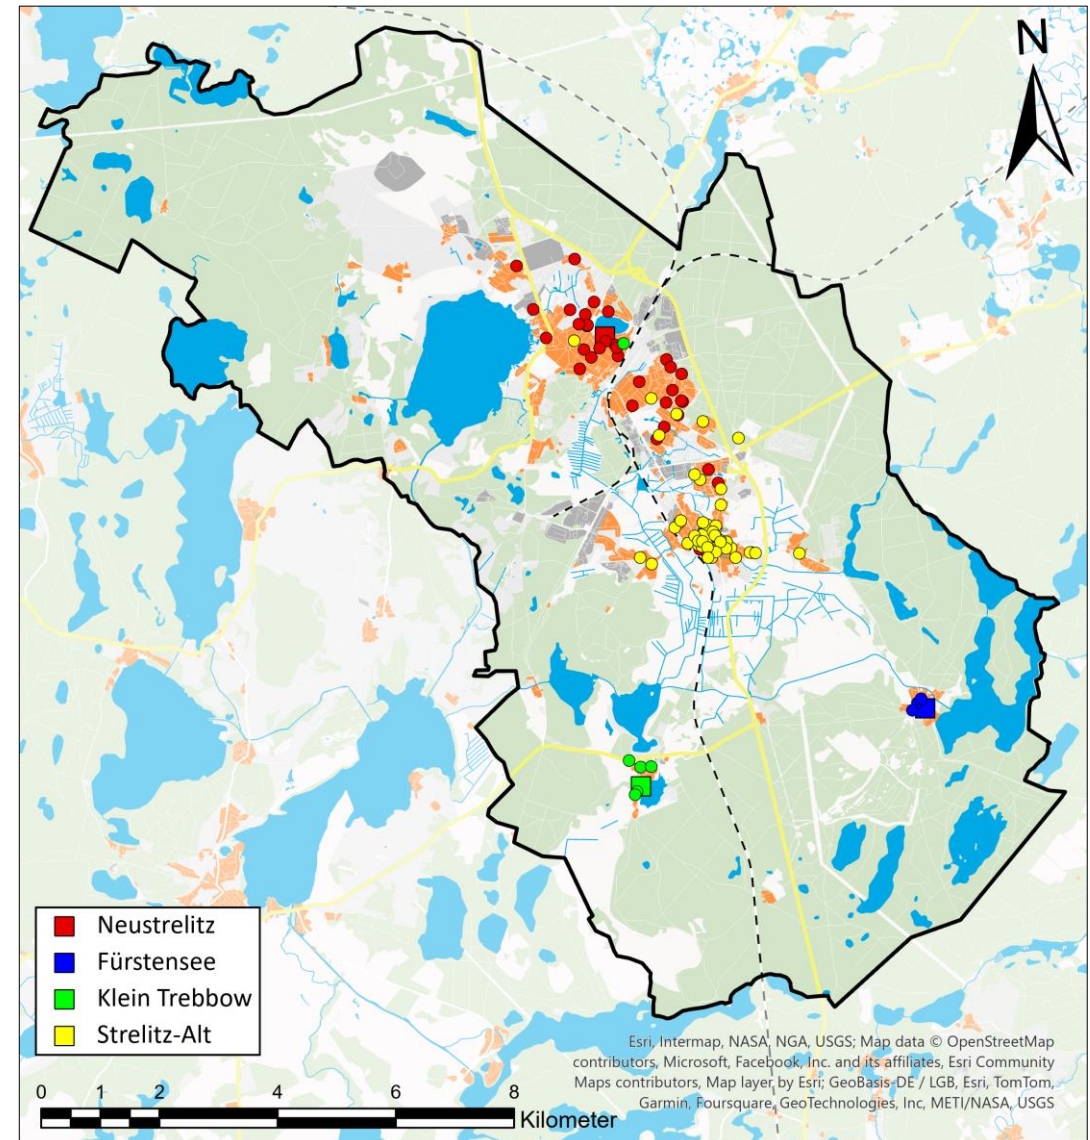 N
Neustrelitz
Fürstensee
Klein Trebbow
Strelitz-Alt
Esri, Intermap, NASA, NGA, USGS; Map data © OpenStreetMap
contributors, Microsoft, Facebook, Inc. and its affiliates, Esri Community
Maps contributors, Map layer by Esri; GeoBasis-DE / LGB, Esri, TomTom,
Garmin, Foursquare, GeoTechnologies, Inc, METI/NASA, USGS
0 1 2 4 6 8
Kilometer